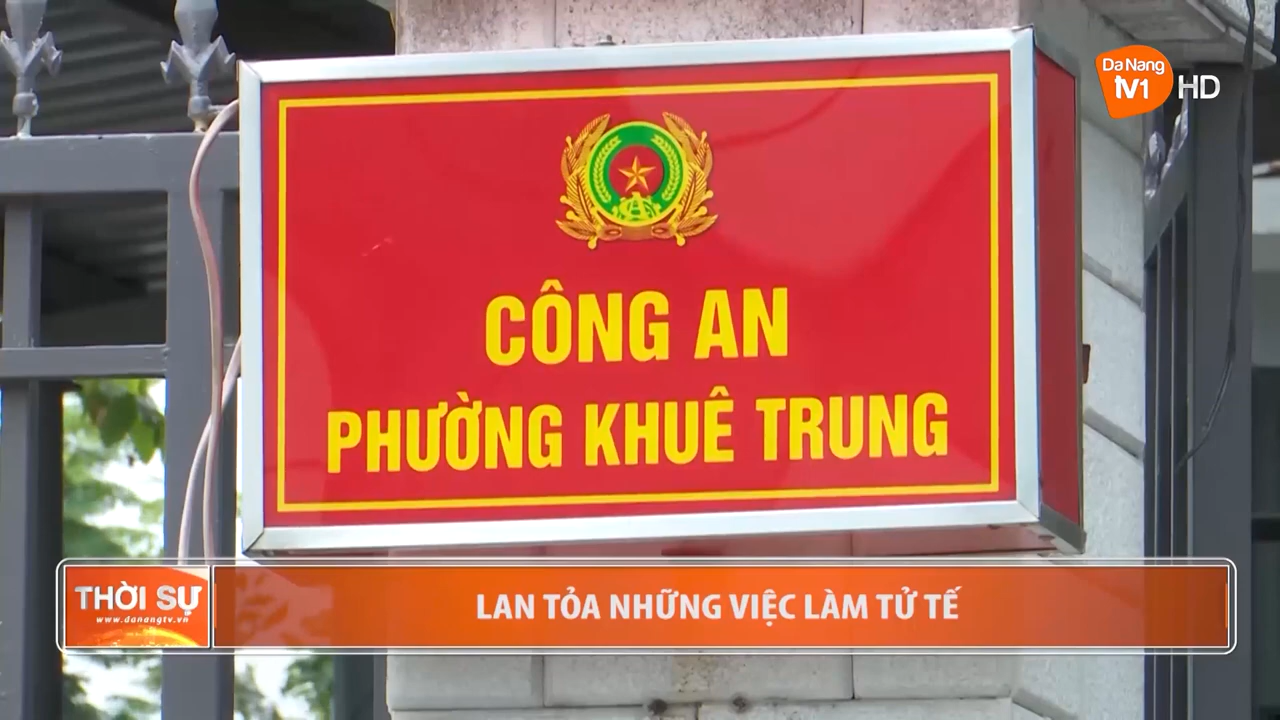 Da Nang
tv1 HD
CÔNG AN
PHƯỜNG KHUÊ TRUNG
THỜI SỰ
www.danangtv.vn
LAN TỎA NHỮNG VIỆC LÀM TỬ TẾ